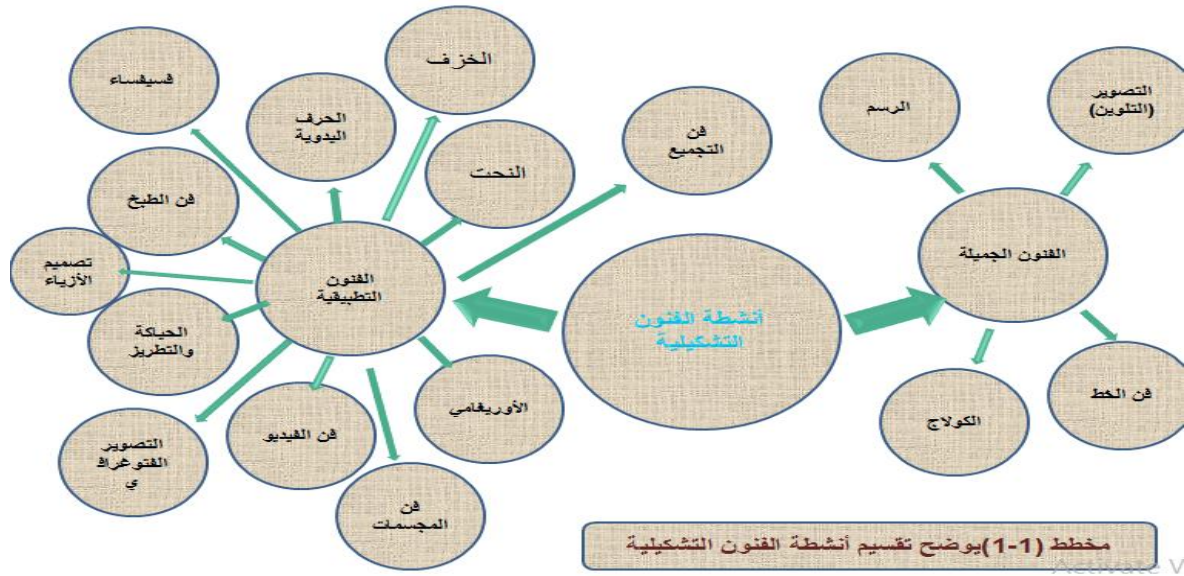 التصوير
(التلوين)
الرسم
الفنون الجميلة
فن الخط
الكولاج
أنشطة الفنون
التشكيلية
فن
التجميع
الخزف
النحت
الحرف
اليدوية
فسيفساء
فن الطبخ
تصميم
الأزياء
الحياكة
والتطريز
الفنون
التطبيقية
التصوير
الفتوغراف
ي
فن الفيديو
فن
المجسمات
الأوريغامي
مخطط (1-1)يوضح تقسيم أنشطة الفنون التشكيلية
Activate